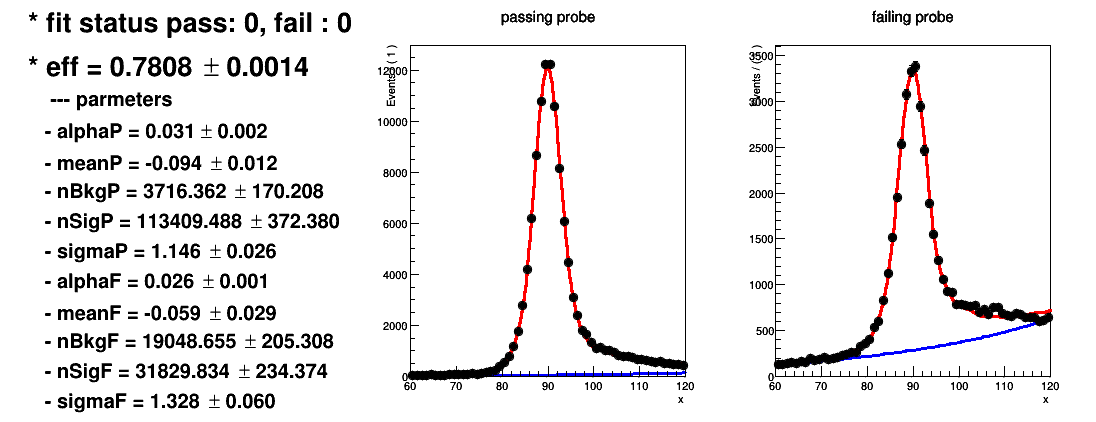 * fit status pass: 0, fail : 0
* eff = 0.7808 ± 0.0014
--- parmeters
- alphaP = 0.031 ± 0.002
- meanP = -0.094 ± 0.012
- nBkgP = 3716.362 ± 170.208
- nSigP = 113409.488 ± 372.380
- sigmaP = 1.146 ± 0.026
- alphaF = 0.026 ± 0.001
- meanF = -0.059 ± 0.029
- nBkgF = 19048.655 ± 205.308
- nSigF = 31829.834 ± 234.374
- sigmaF = 1.328 ± 0.060
passing probe
Events / ( 1 )
12000
10000
8000
6000
4000
2000
0
60 70 80 90 100 110 120
x
failing probe
Events / (
3500
3000
2500
2000
1500
1000
500
0
60 70 80 90 100 110 120
x